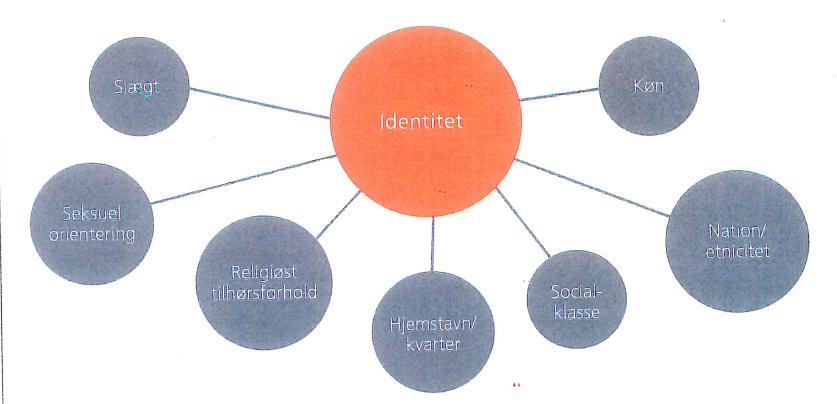 Identitet
Slægt
Køn
Seksuel
orientering
Religiøst
tilhørsforhold
Hjemstavn/
kvarter
Social-
klasse
Nation/
etnicitet